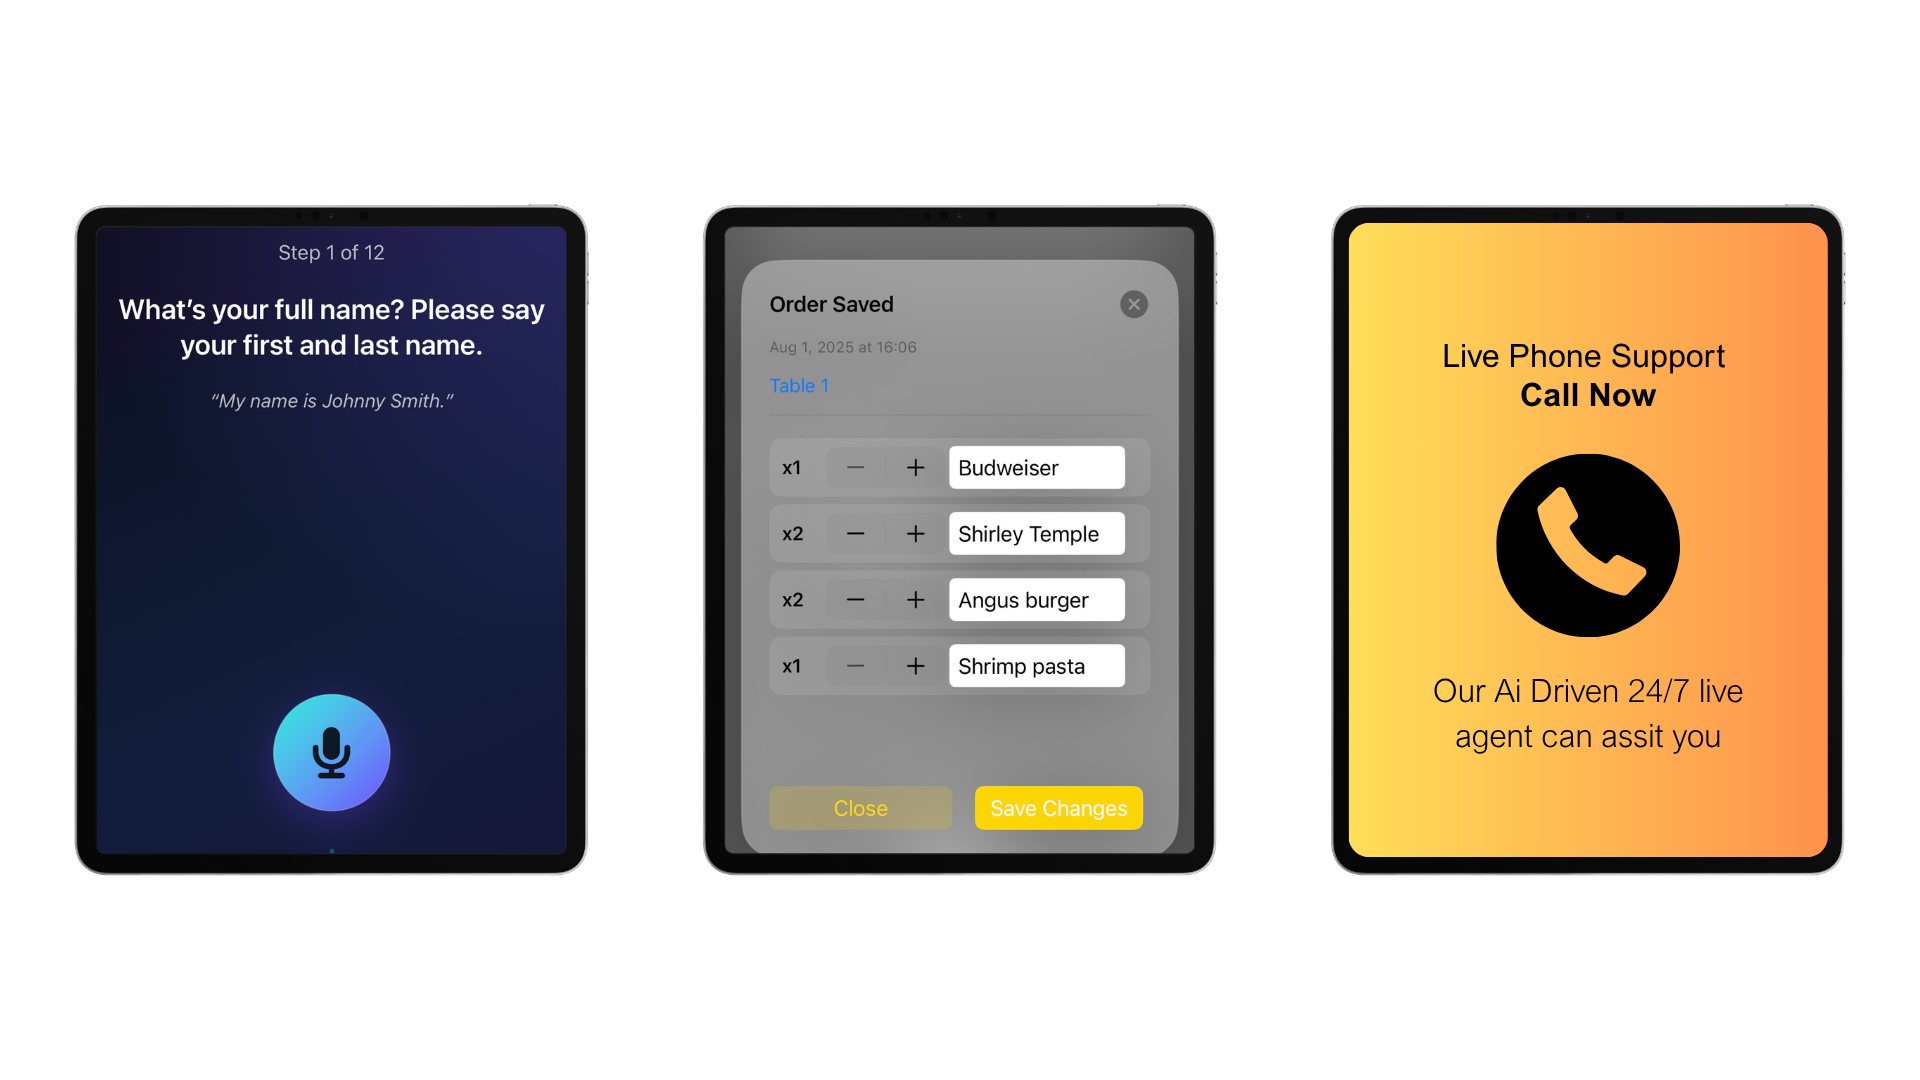 Step 1 of 12
What’s your full name? Please say
your first and last name.
“My name is Johnny Smith.”
Order Saved
Aug 1, 2025 at 16:06
Table 1
x1 − + Budweiser
x2 − + Shirley Temple
x2 − + Angus burger
x1 − + Shrimp pasta
Close Save Changes
Live Phone Support
Call Now
Our Ai Driven 24/7 live
agent can assit you